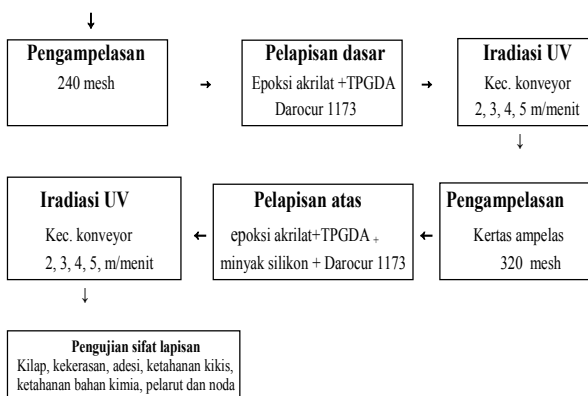 Pengampelasan
240 mesh
Pelapisan dasar
Epoksi akrilat +TPGDA
Darocur 1173
Iradiasi UV
Kec. konveyor
2, 3, 4, 5 m/menit
Iradiasi UV
Kec. konveyor
2, 3, 4, 5, m/menit
Pelapisan atas
epoksi akrilat+TPGDA +
minyak silikon + Darocur 1173
Pengampelasan
Kertas ampelas
320 mesh
Pengujian sifat lapisan
Kilap, kekerasan, adesi, ketahanan kikis,
ketahanan bahan kimia, pelarut dan noda